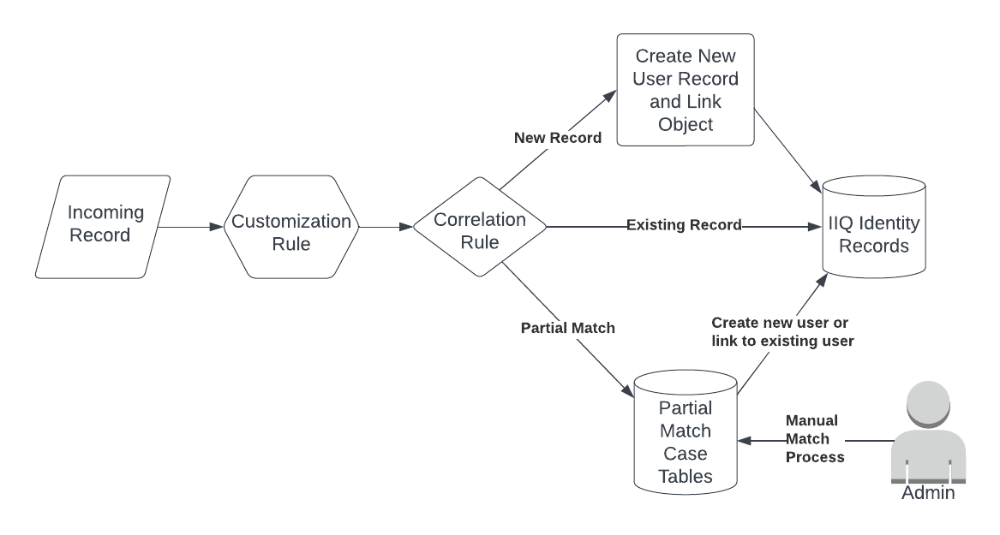 Create New
User Record
and Link
Object
New Record
Incoming
Record
Customization
Rule
Correlation
Rule
Existing Record
IIQ Identity
Records
Partial Match
Create new user or
link to existing user
Partial
Match
Case
Tables
Manual
Match
Process
Admin